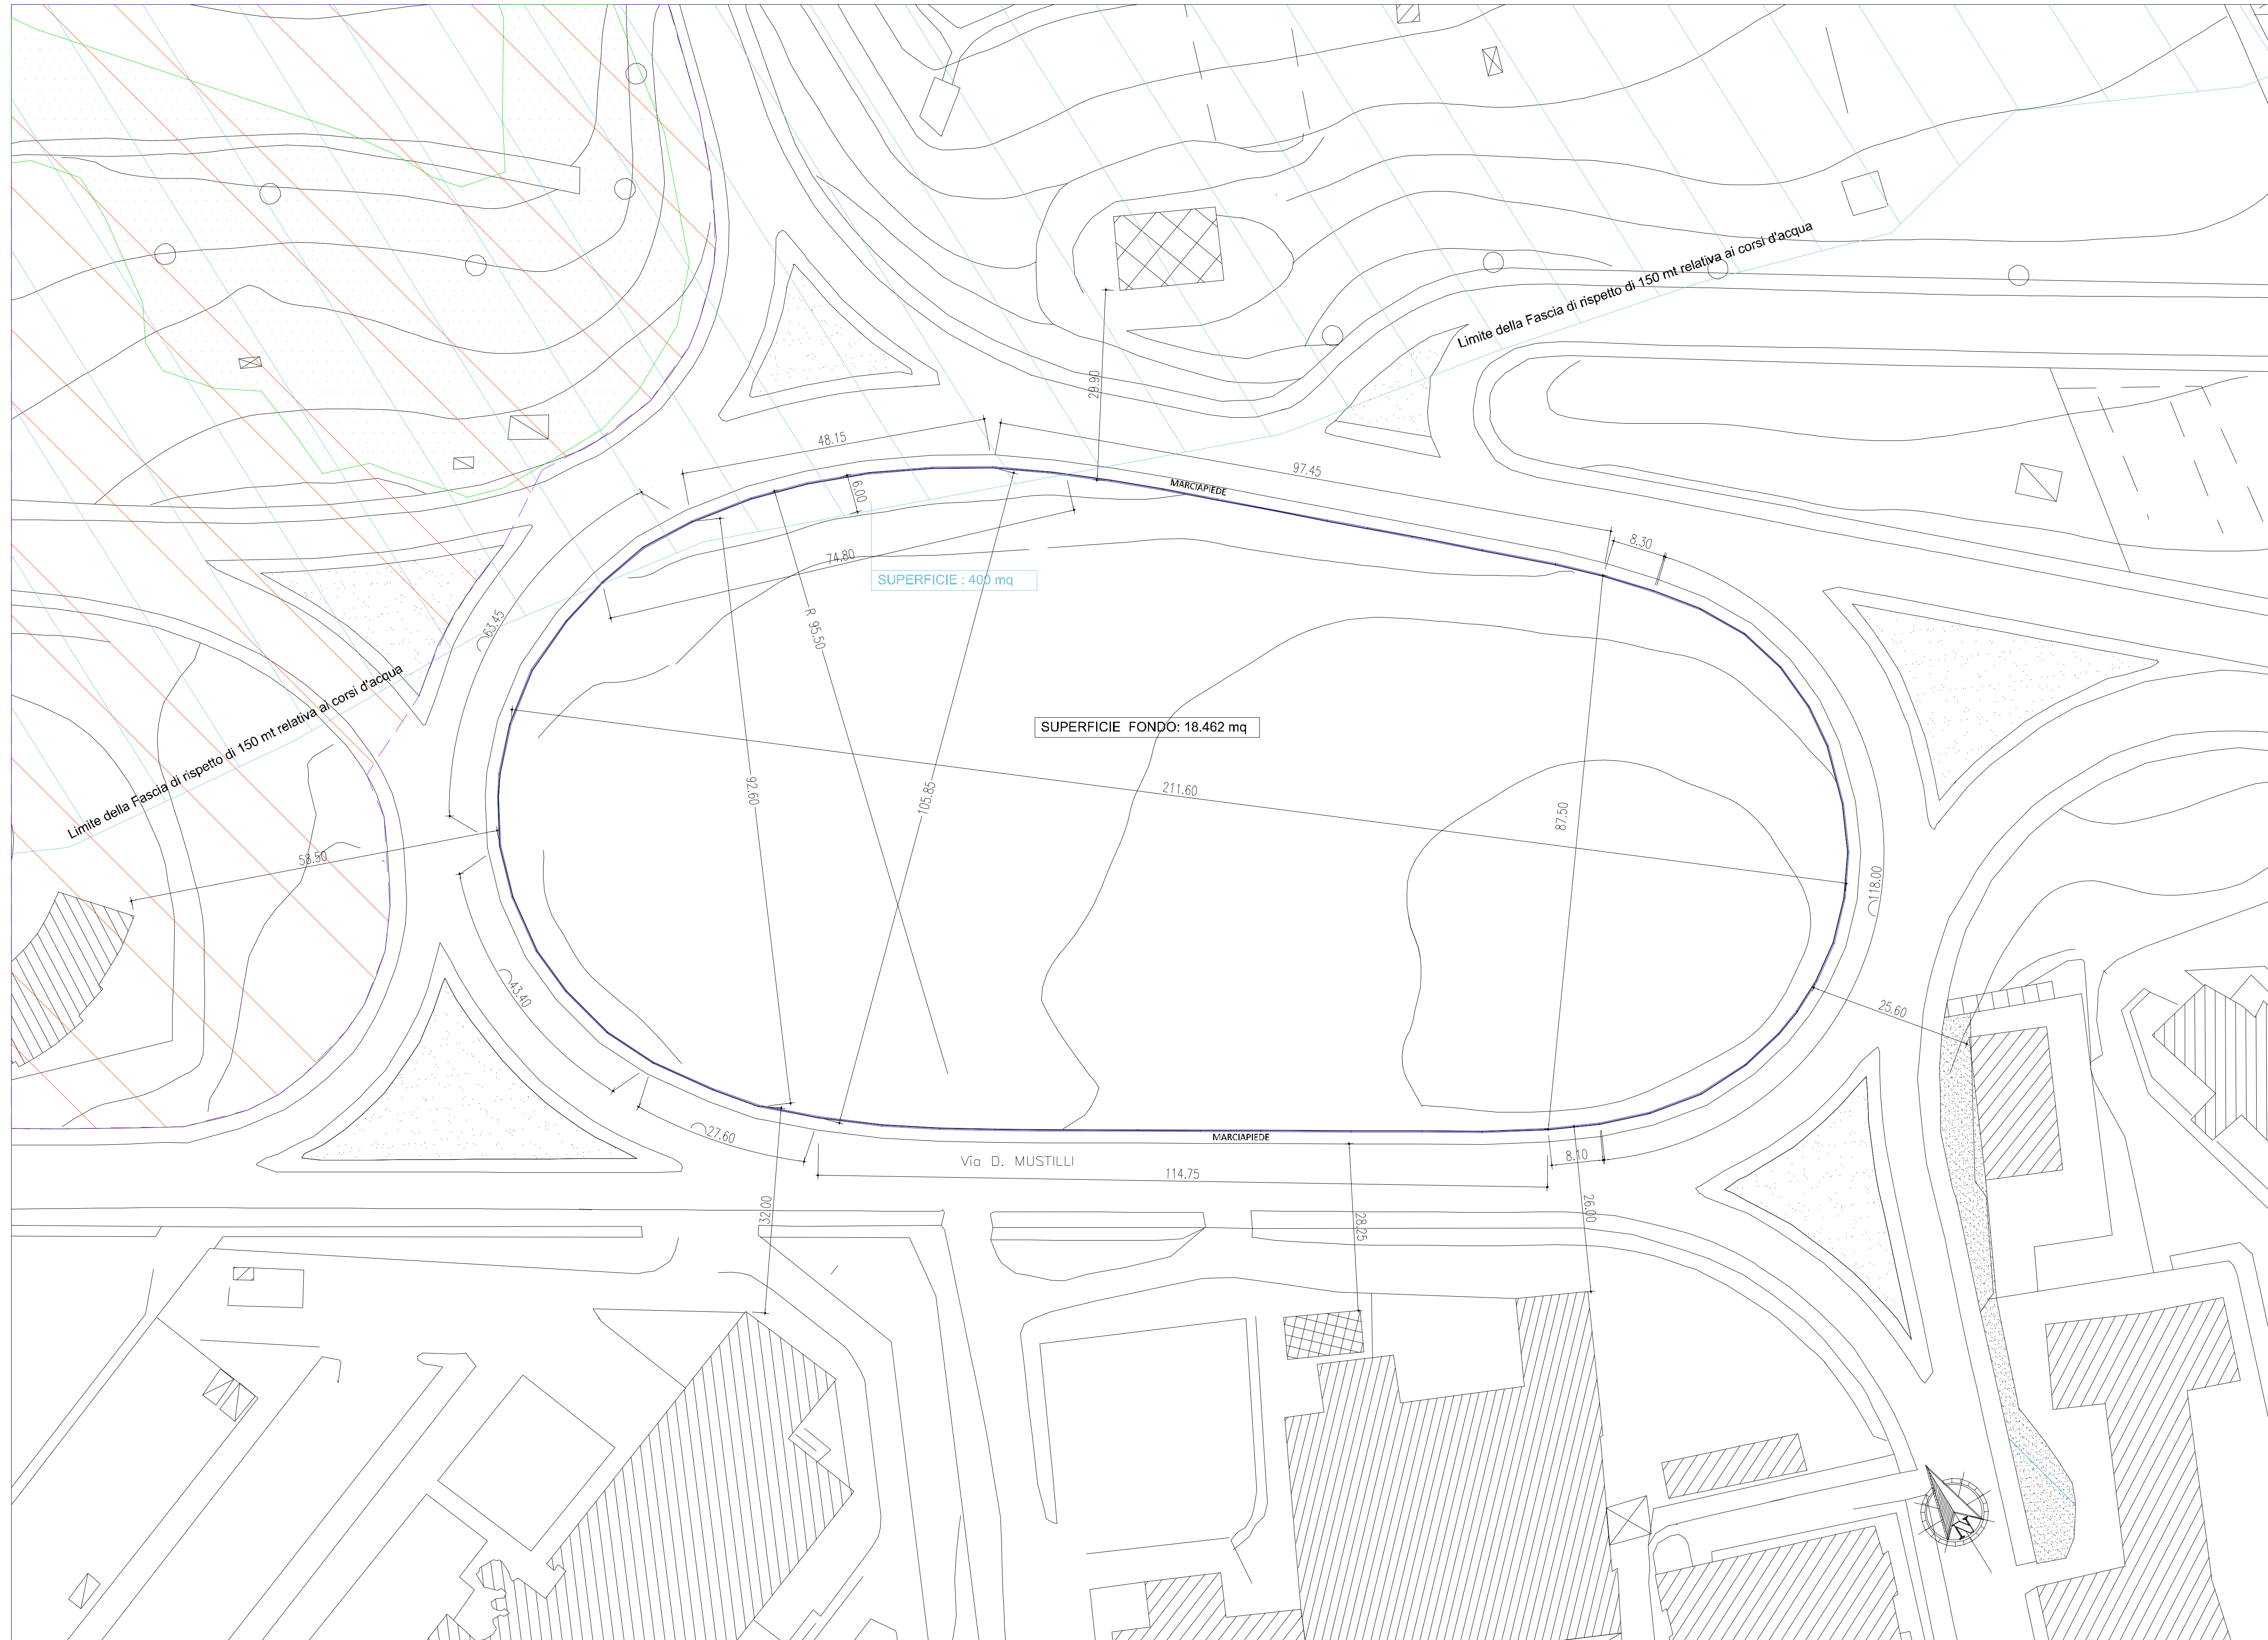 Limite della Fascia di rispetto di 150 mt relativa ai corsi d'acqua
29.90
48.15
97.45
MARCIAPIEDE
6.00
8.30
74.80
SUPERFICIE : 400 mq
R 95.50
63.45
Limite della Fascia di rispetto di 150 mt relativa ai corsi d'acqua
SUPERFICIE FONDO: 18.462 mq
92.60
105.85
211.60
87.50
58.50
118.00
43.40
25.60
27.60
MARCIAPIEDE
Via D. MUSTILLI
8.10
114.75
32.00
28.25
26.00
N